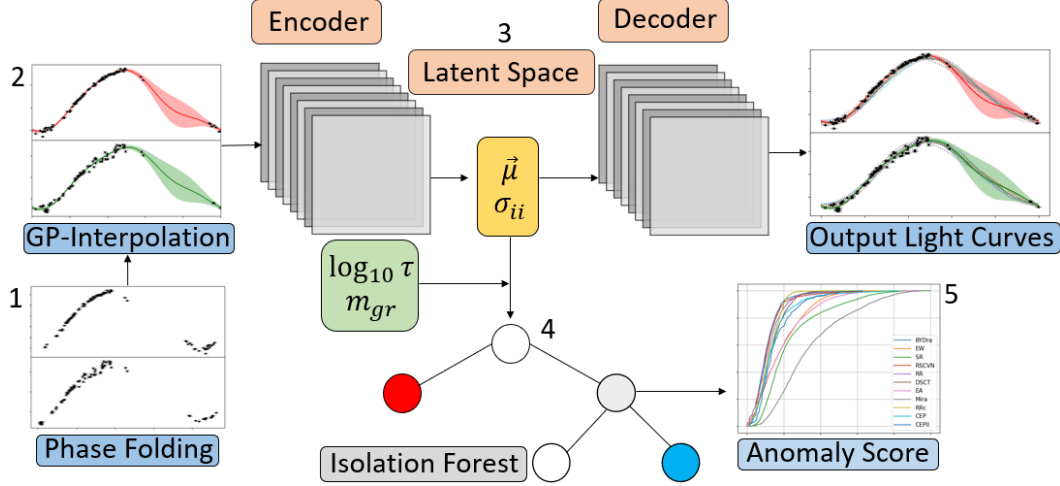 Encoder
3
Decoder
Latent Space
2
GP-Interpolation
μ⃗
σᵢᵢ
Output Light Curves
log₁₀ τ
m_gr
1
Phase Folding
4
Isolation Forest
5
BYDra
EW
SR
RSCVN
RR
DSCT
EA
Mira
RRc
CEP
CEPII
Anomaly Score